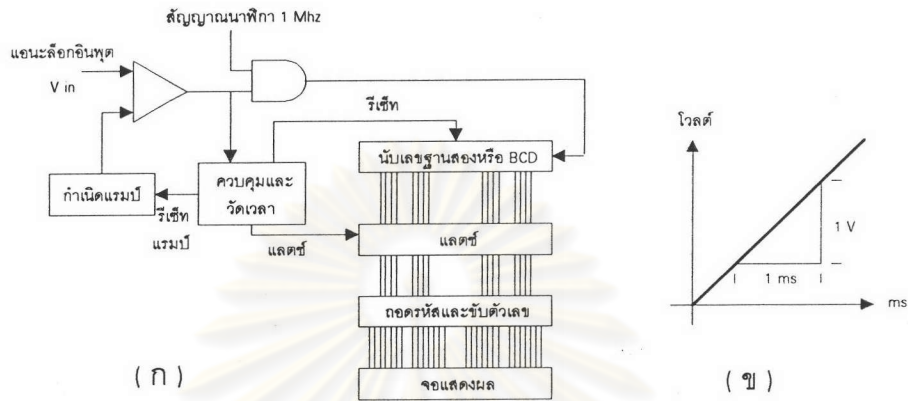 สัญญาณนาฬิกา 1 Mhz
แอนะล็อกอินพุต
V in
รีเซ็ท
นับเลขฐานสองหรือ BCD
กำเนิดแรมป์
ควบคุมและ
วัดเวลา
รีเซ็ท
แรมป์
แลตช์
แลตช์
ถอดรหัสและขับตัวเลข
จอแสดงผล
( ก )
โวลต์
1 V
1 ms
ms
( ข )